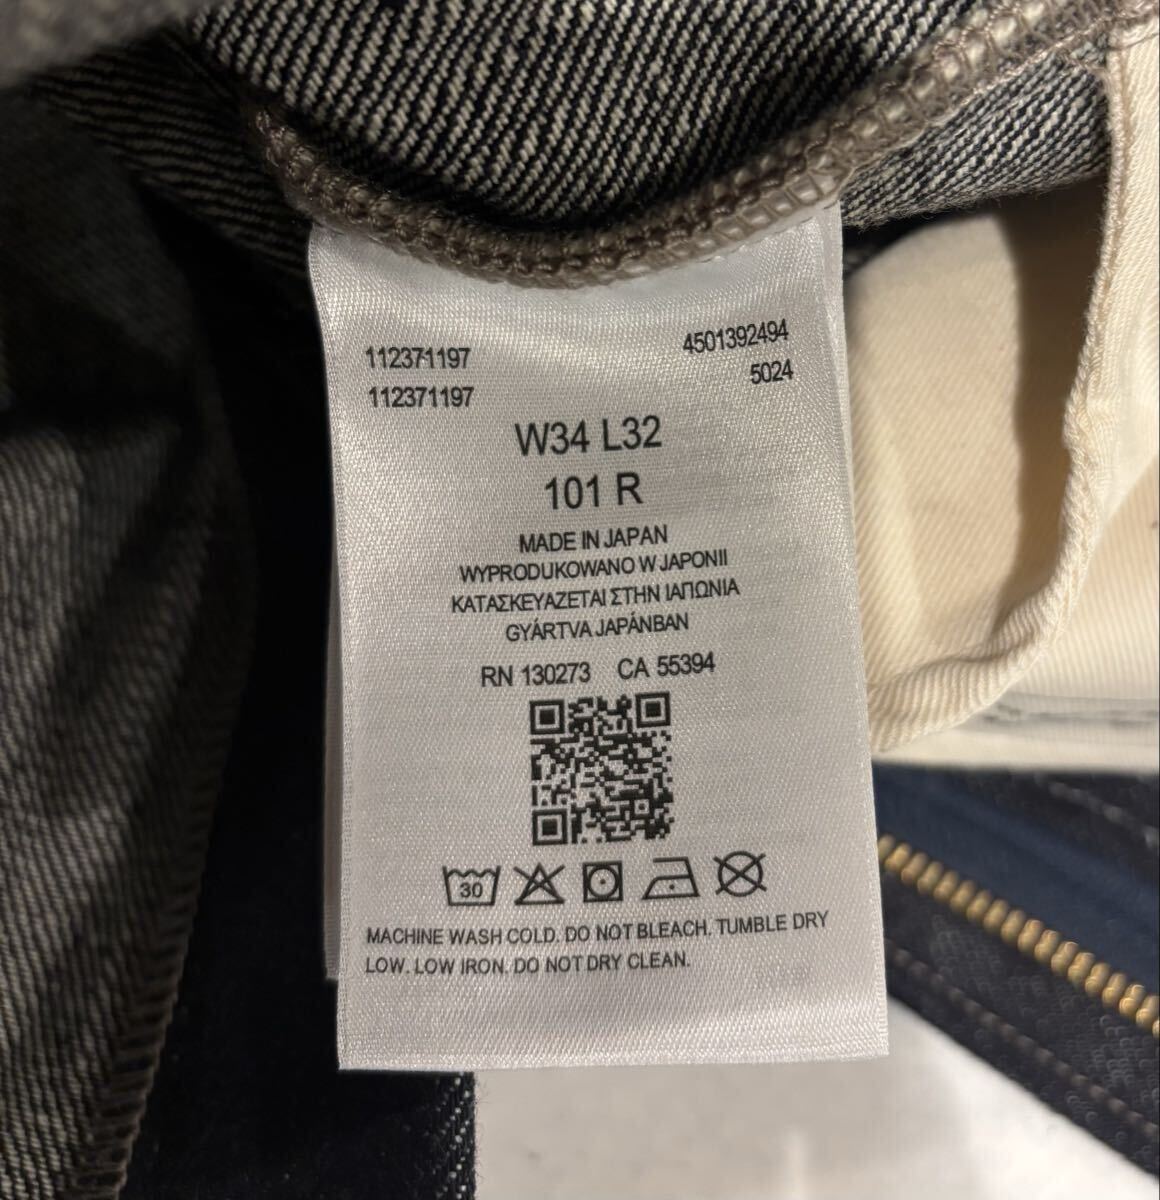 112371197
4501392494
112371197
5024
W34 L32
101 R
MADE IN JAPAN
WYPRODUKOWANO W JAPONII
ΚΑΤΑΣΚΕΥΑΖΕΤΑΙ ΣΤΗΝ ΙΑΠΩΝΙΑ
GYÁRTVA JAPÁNBAN
RN 130273 CA 55394
30
MACHINE WASH COLD. DO NOT BLEACH. TUMBLE DRY
LOW. LOW IRON. DO NOT DRY CLEAN.